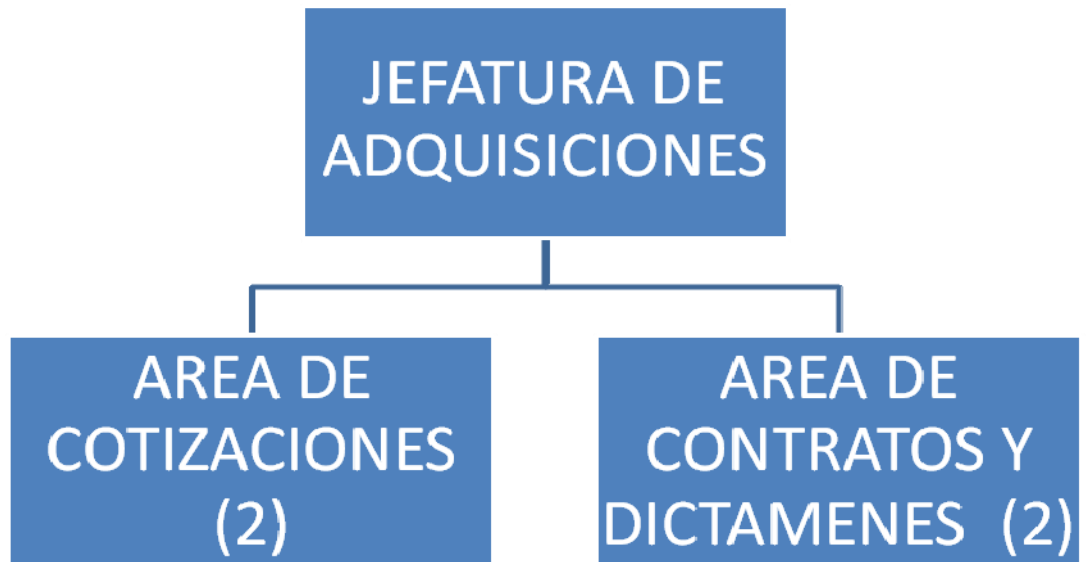 JEFATURA DE
ADQUISICIONES
AREA DE
COTIZACIONES
(2)
AREA DE
CONTRATOS Y
DICTAMENES (2)